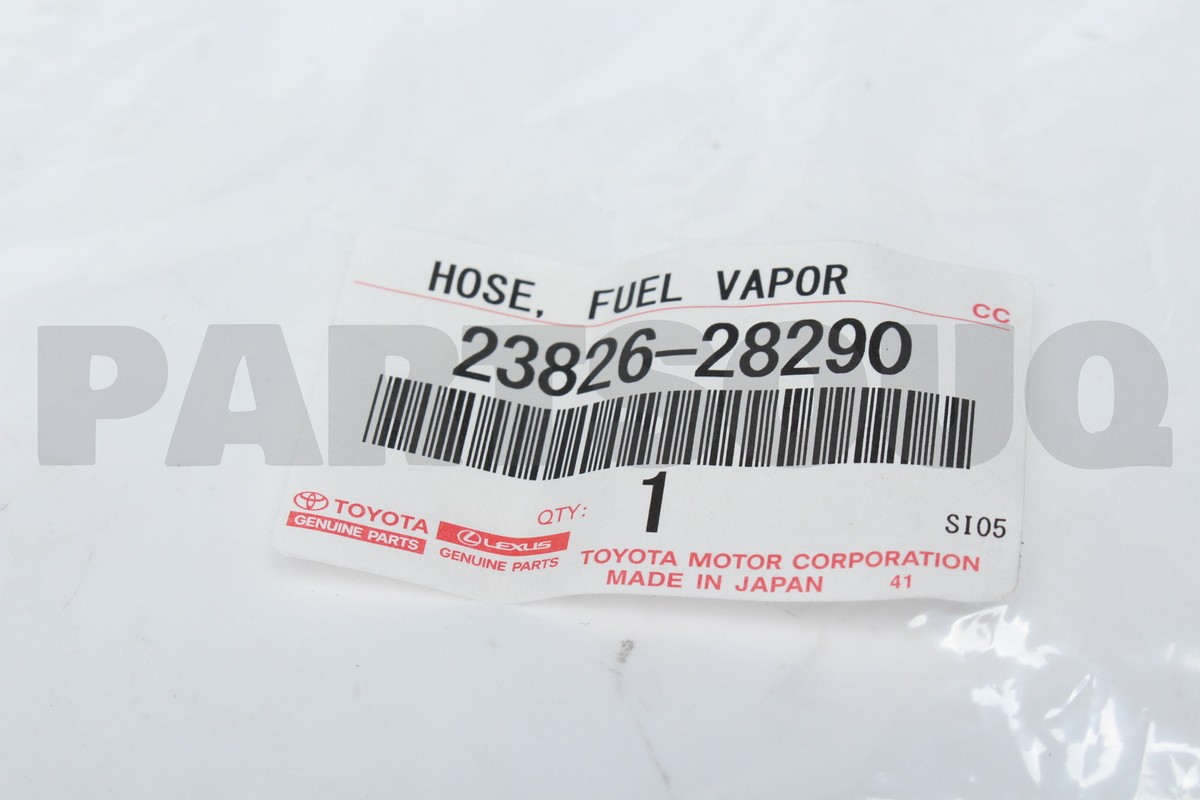 HOSE, FUEL VAPOR
CC
23826-28290
PARTSOUQ
QTY: 1
SI05
TOYOTA
GENUINE PARTS
LEXUS
GENUINE PARTS
TOYOTA MOTOR CORPORATION
MADE IN JAPAN 41